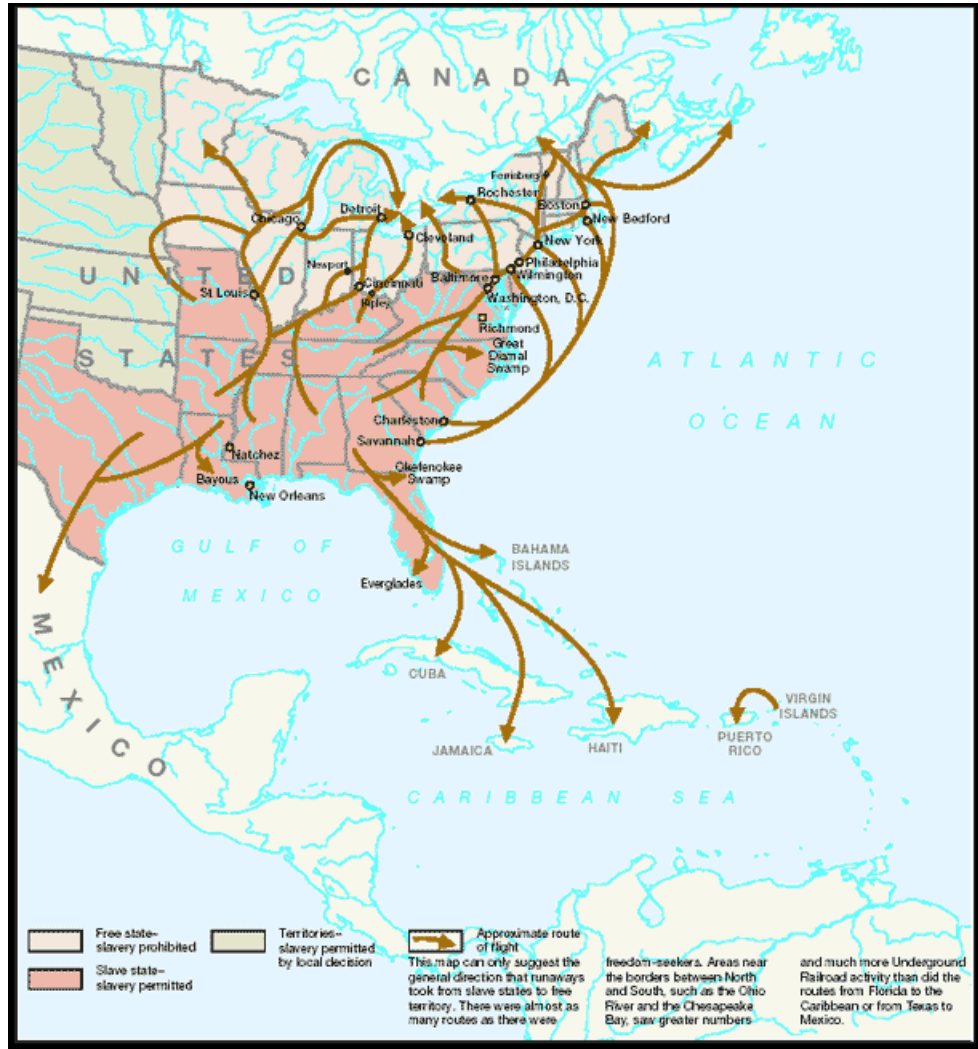 CANADA
Ferrisburg
Rochester
Boston
New Bedford
Detroit
Chicago
Cleveland
New York
Philadelphia
Wilmington
Newport
Baltimore
UNITED
Cincinnati
Ripley
St Louis
Washington, D.C.
Richmond
Great
Dismal
Swamp
STATES
ATLANTIC
OCEAN
Charleston
Savannah
Natchez
Okefenokee
Swamp
Bayous
New Orleans
GULF OF
MEXICO
BAHAMA
ISLANDS
Everglades
MEXICO
CUBA
VIRGIN
ISLANDS
JAMAICA
HAITI
PUERTO
RICO
CARIBBEAN SEA
Free state–
slavery prohibited
Slave state–
slavery permitted
Territories–
slavery permitted
by local decision
Approximate route
of flight
This map can only suggest the
general direction that runaways
took from slave states to free
territory. There were almost as
many routes as there were
freedom-seekers. Areas near
the borders between North
and South, such as the Ohio
River and the Chesapeake
Bay, saw greater numbers
and much more Underground
Railroad activity than did the
routes from Florida to the
Caribbean or from Texas to
Mexico.